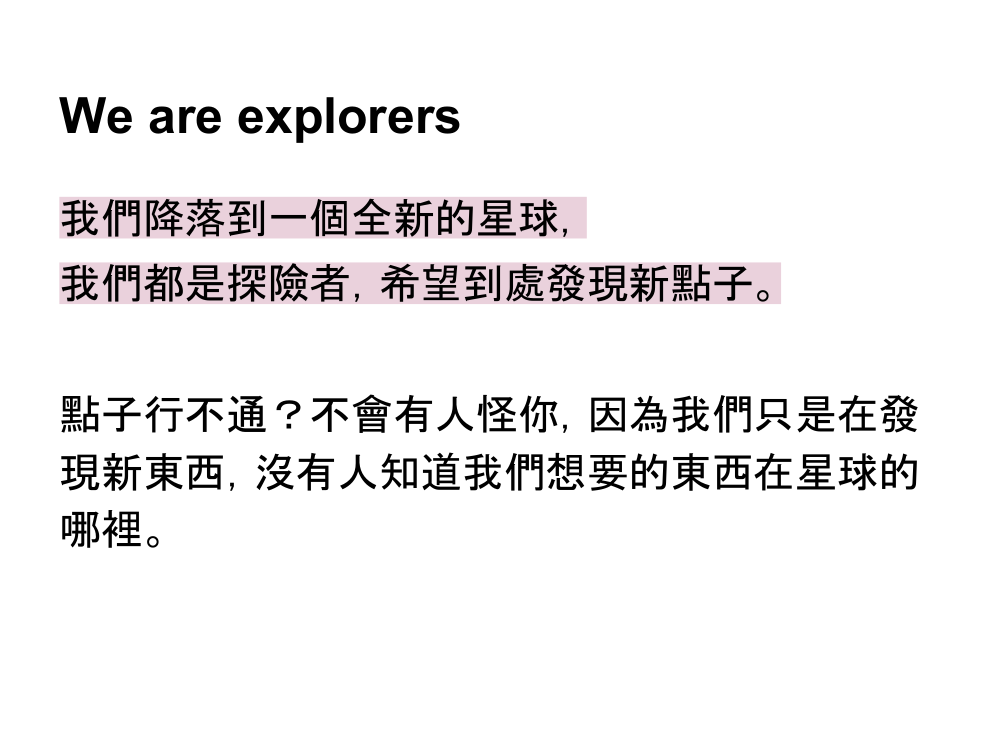 We are explorers
我們降落到一個全新的星球，
我們都是探險者，希望到處發現新點子。
點子行不通？不會有人怪你，因為我們只是在發
現新東西，沒有人知道我們想要的東西在星球的
哪裡。